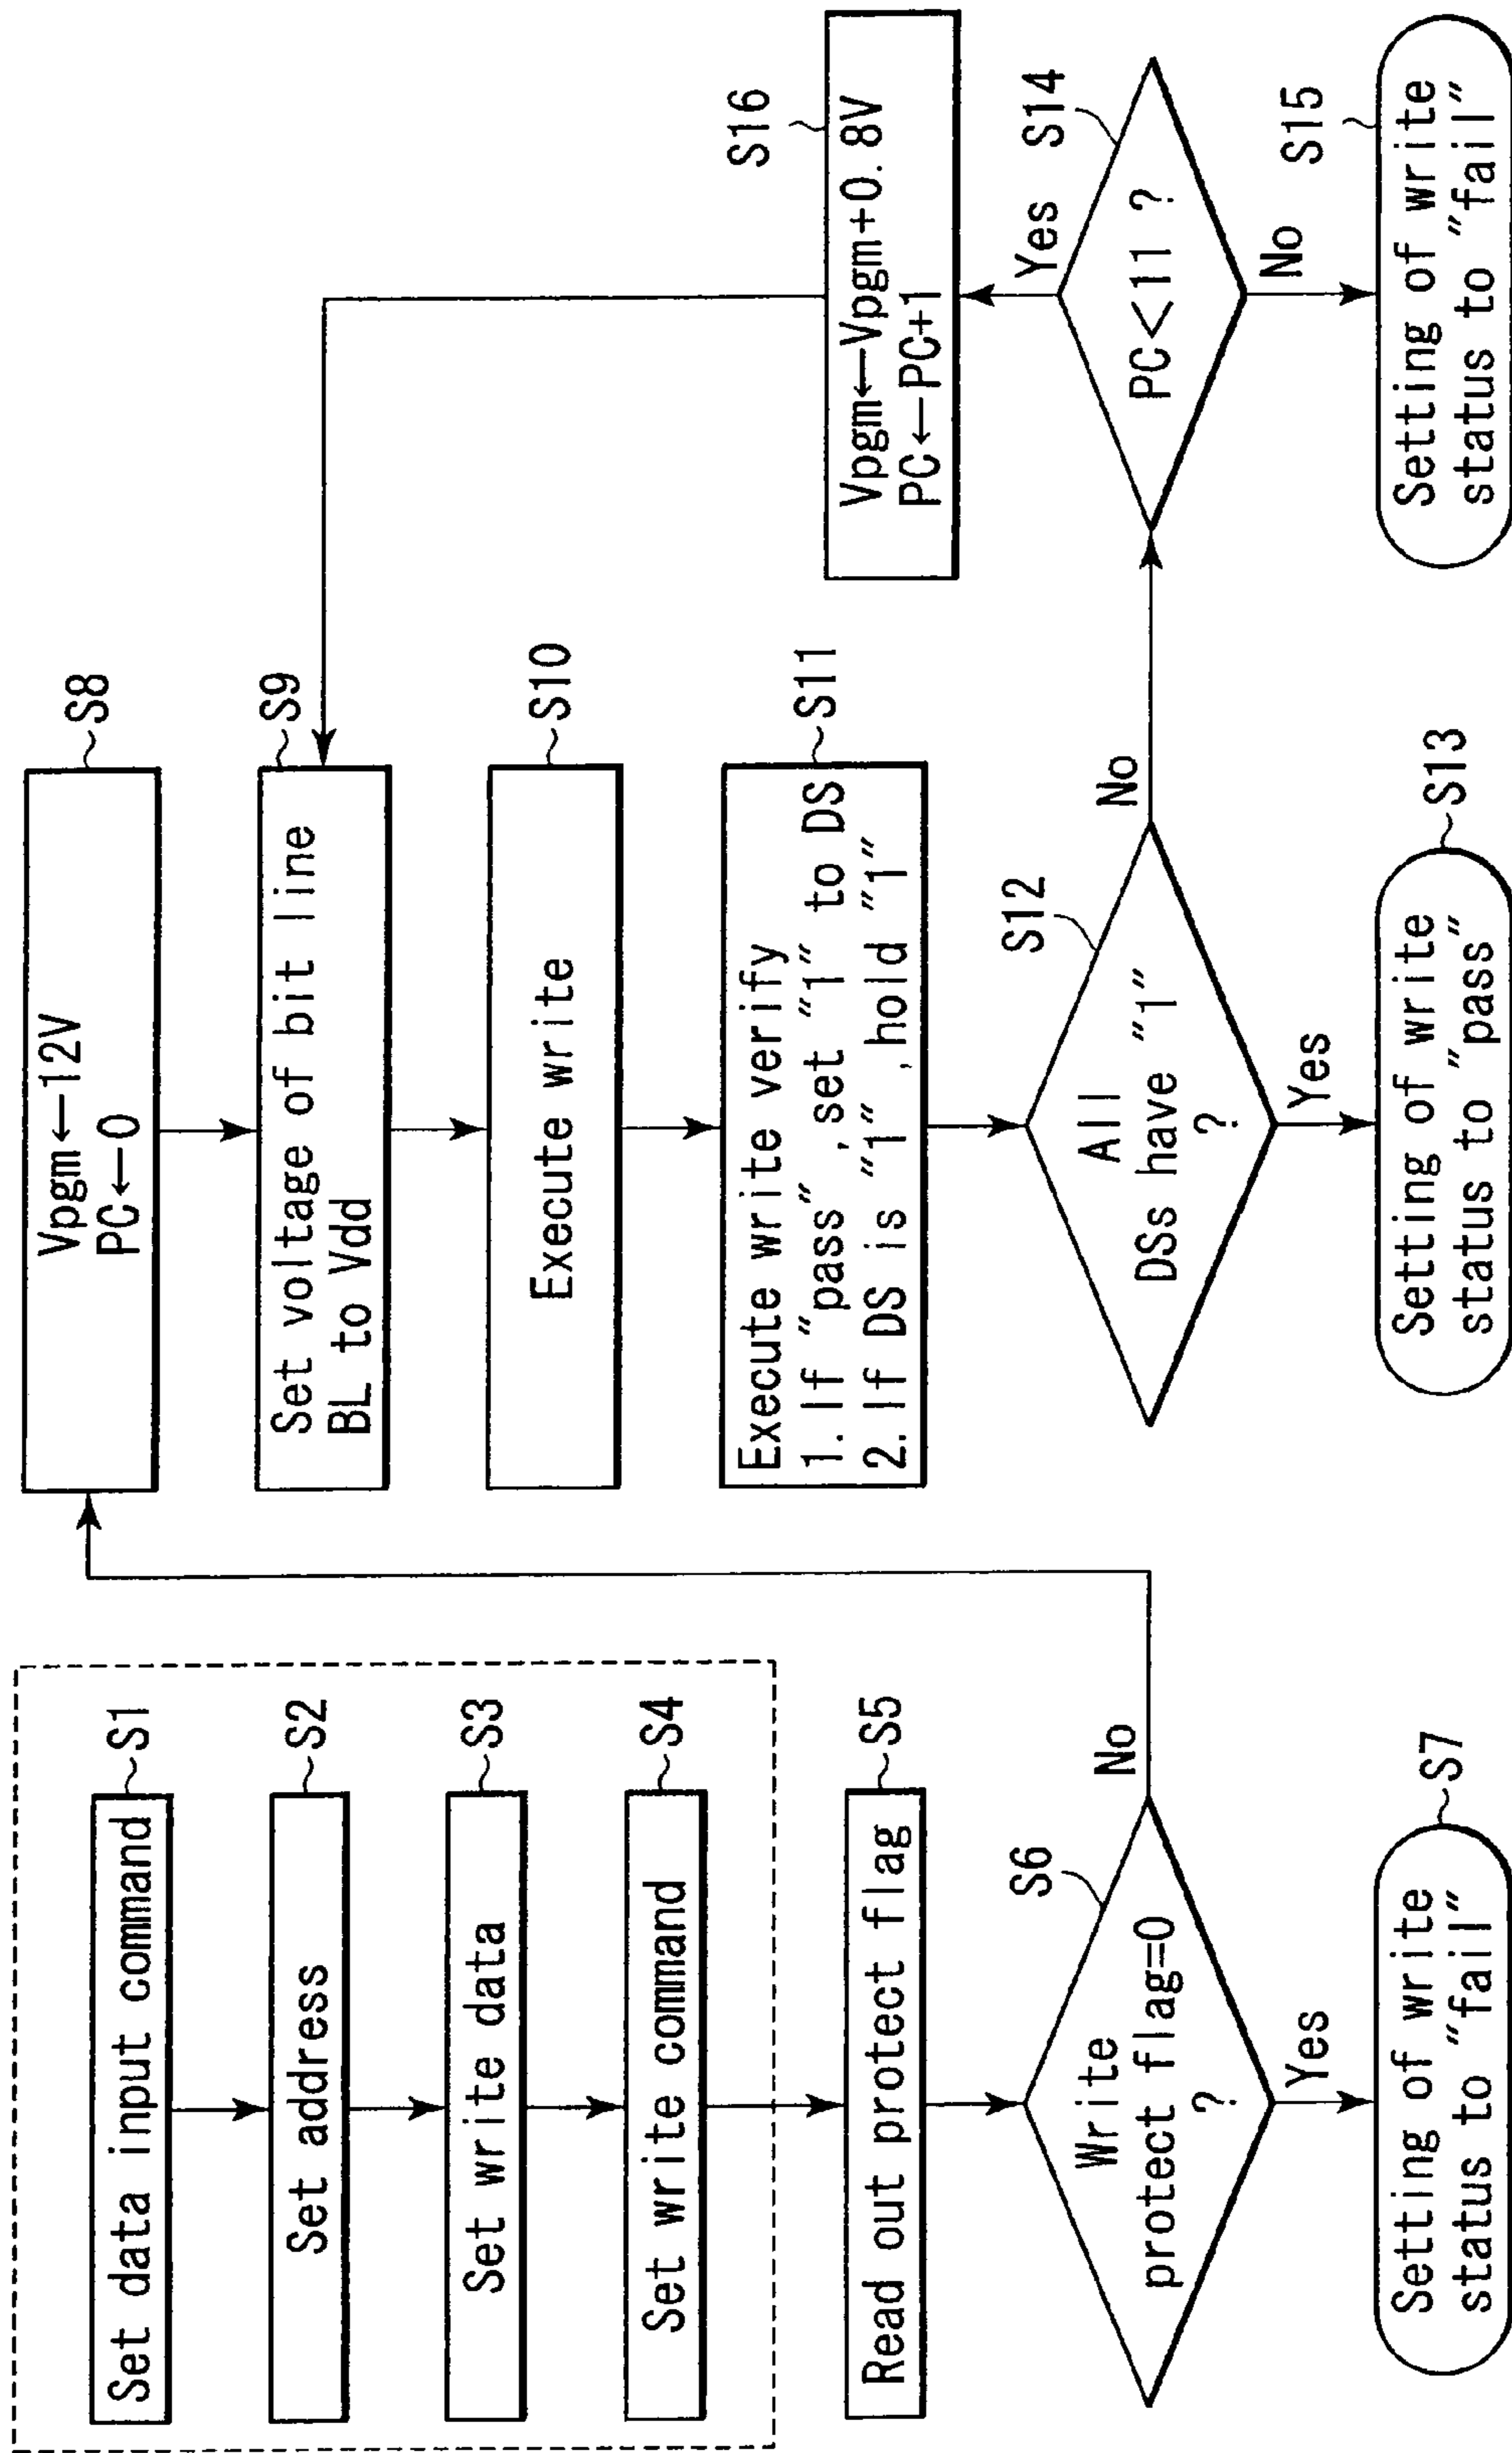 Set data input command
S1
Set address
S2
Set write data
S3
Set write command
S4
Read out protect flag
S5
Write
protect flag=0
?
S6
No
Yes
Setting of write
status to "fail"
S7
Vpgm←12V
PC←0
S8
Set voltage of bit line
BL to Vdd
S9
Execute write
S10
Execute write verify
1. If "pass",set "1" to DS
2. If DS is "1",hold "1"
S11
All
DSs have "1"
?
S12
No
Yes
Setting of write
status to "pass"
S13
PC<11 ?
S14
Yes
No
Setting of write
status to "fail"
S15
Vpgm←Vpgm+0.8V
PC←PC+1
S16